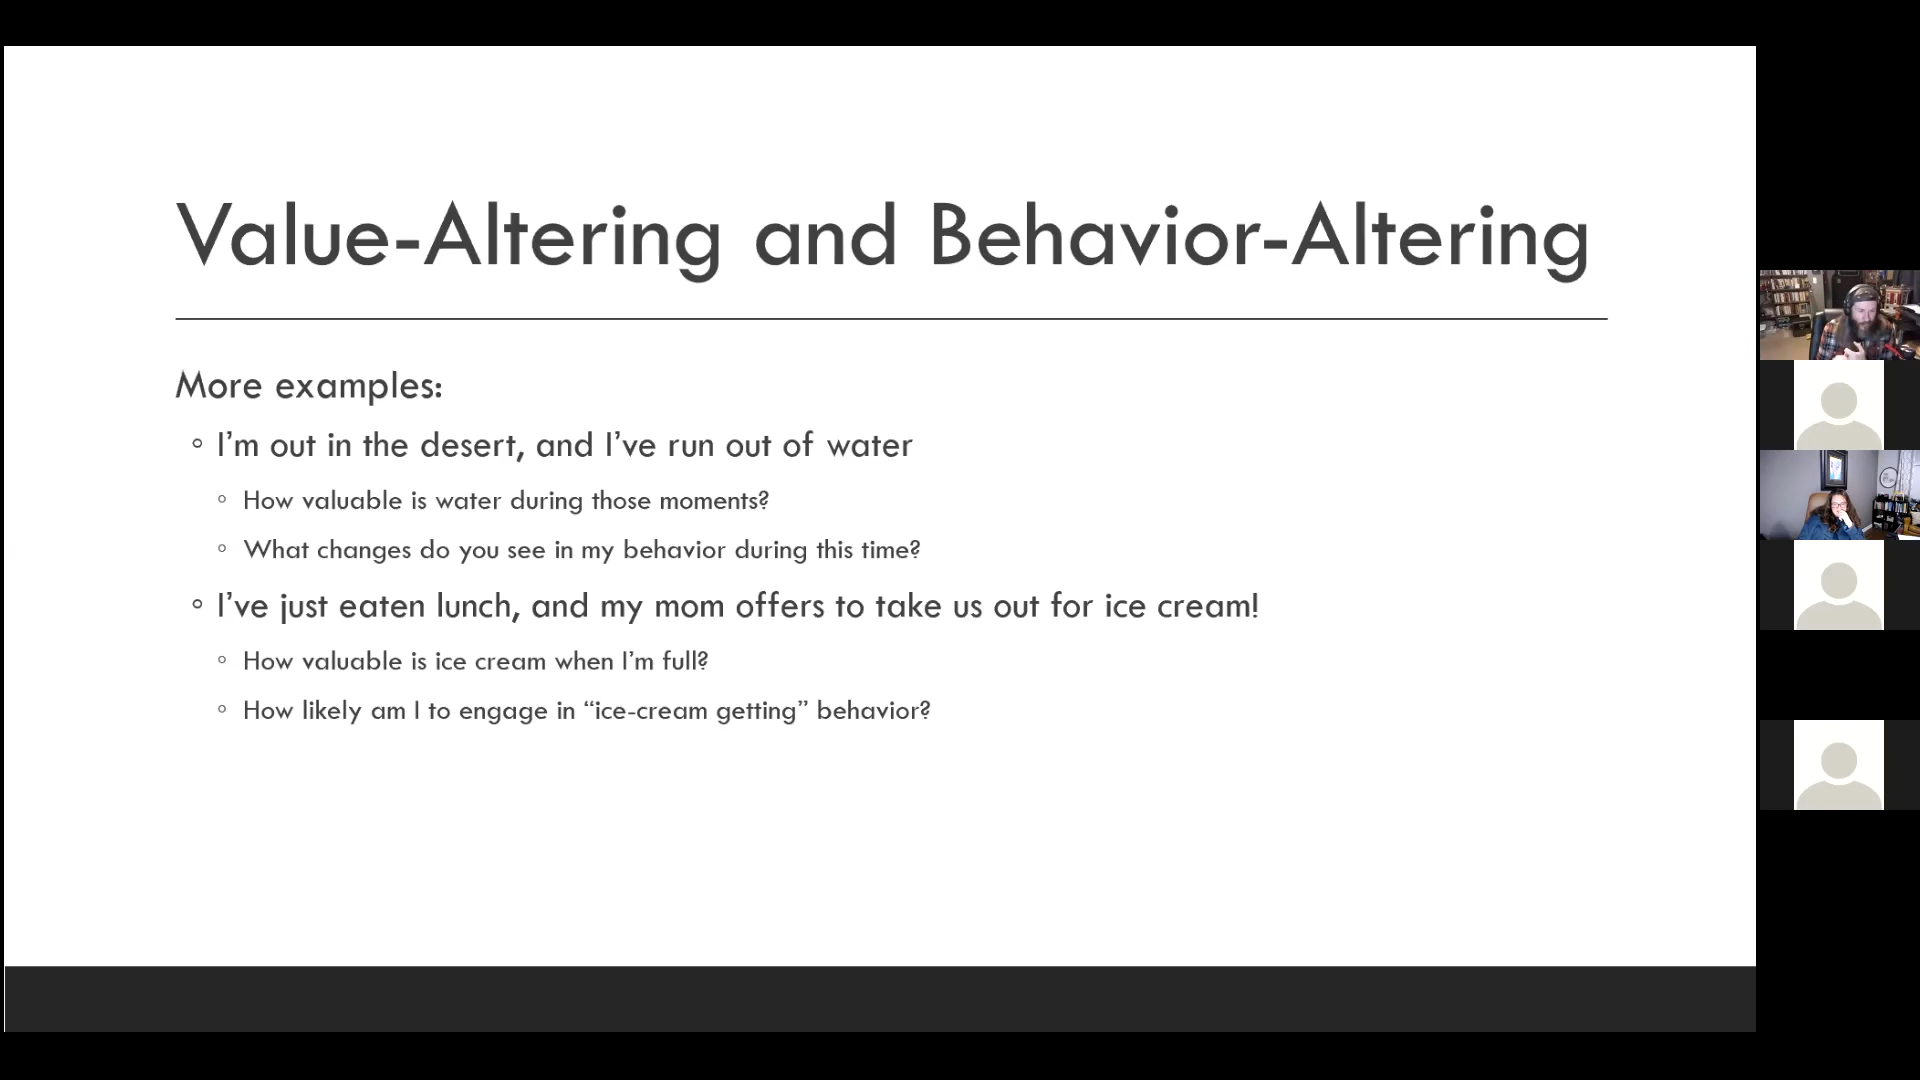 Value-Altering and Behavior-Altering
More examples:
◦ I’m out in the desert, and I’ve run out of water
◦ How valuable is water during those moments?
◦ What changes do you see in my behavior during this time?
◦ I’ve just eaten lunch, and my mom offers to take us out for ice cream!
◦ How valuable is ice cream when I’m full?
◦ How likely am I to engage in “ice-cream getting” behavior?